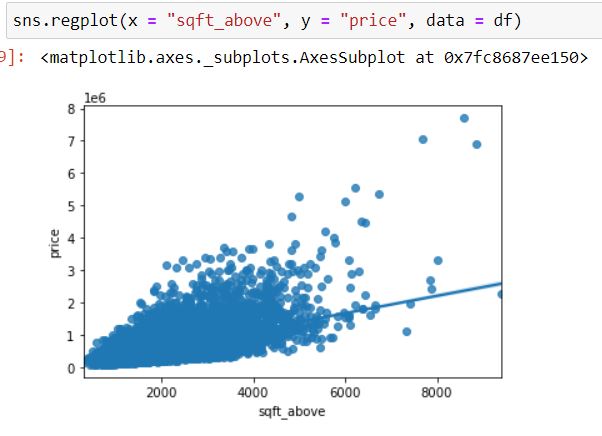 sns.regplot(x = "sqft_above", y = "price", data = df)
9]: <matplotlib.axes._subplots.AxesSubplot at 0x7fc8687ee150>
1e6
8
7
6
5
4
3
2
1
0
price
2000 4000 6000 8000
sqft_above